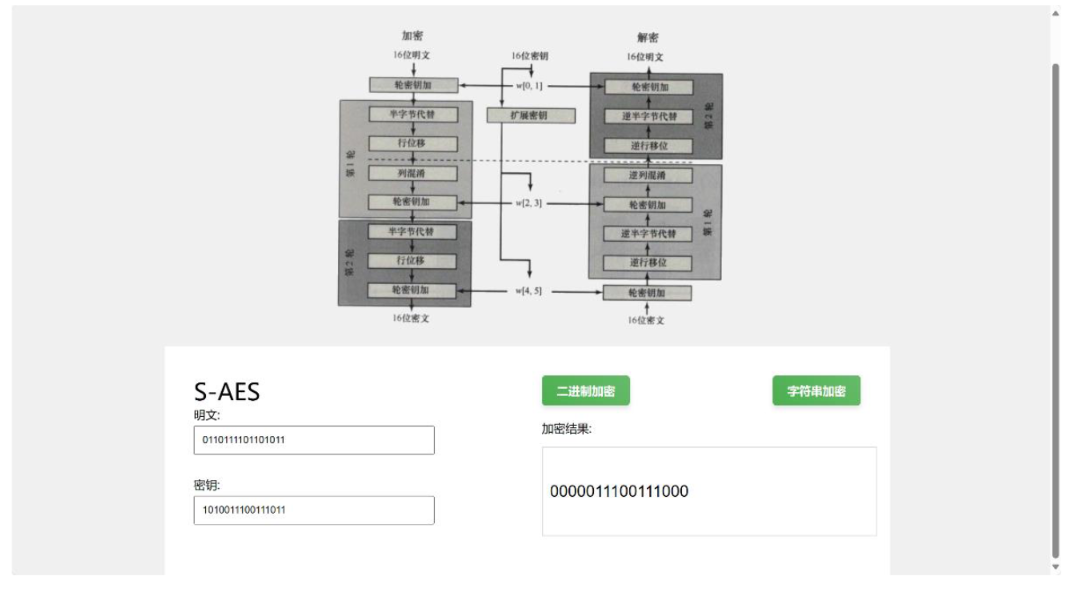 加密
16位明文
轮密钥加
半字节代替
行位移
列混淆
轮密钥加
第1轮
半字节代替
行位移
轮密钥加
第2轮
16位密文
16位密钥
w[0, 1]
扩展密钥
w[2, 3]
w[4, 5]
解密
16位明文
轮密钥加
逆半字节代替
逆行移位
第2轮
逆列混淆
轮密钥加
逆半字节代替
逆行移位
第1轮
轮密钥加
16位密文
S-AES
明文:
0110111101101011
密钥:
1010011100111011
二进制加密
字符串加密
加密结果:
0000011100111000